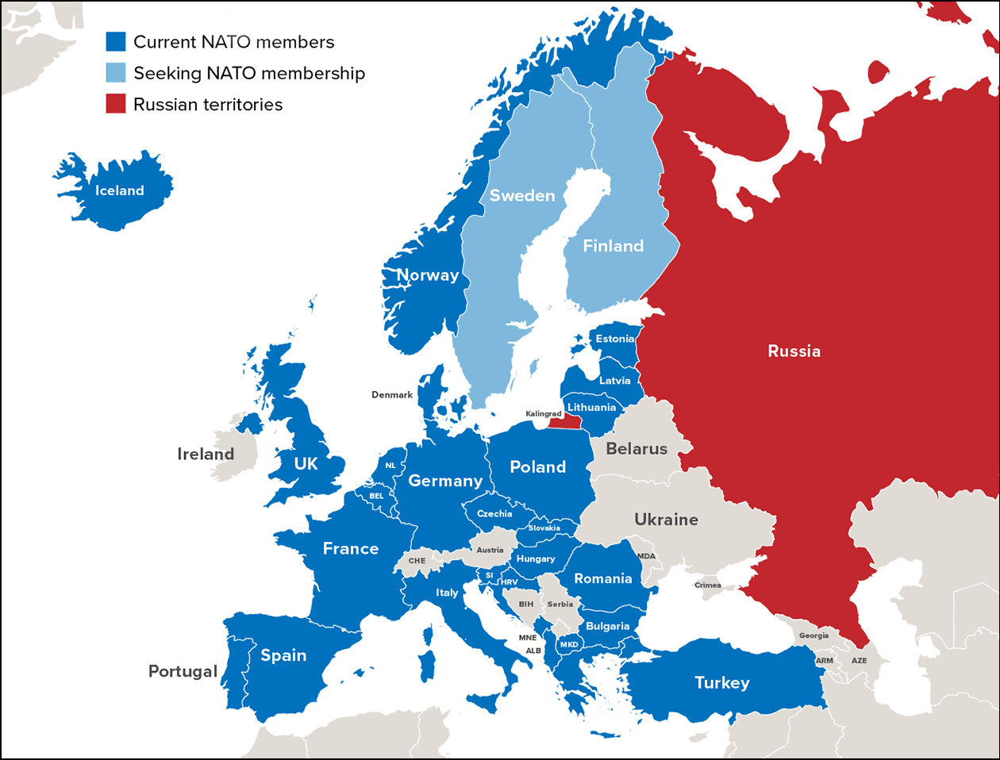 Current NATO members
Seeking NATO membership
Russian territories
Iceland
Sweden
Finland
Norway
Russia
Estonia
Latvia
Denmark
Lithuania
Kalingrad
Belarus
Ireland
UK
NL
Poland
Germany
BEL
Czechia
Ukraine
Slovakia
France
Austria
CHE
Hungary
MDA
SI
HRV
Romania
Crimea
Italy
BIH
Serbia
Bulgaria
MNE
Georgia
MKD
ALB
Spain
ARM
AZE
Portugal
Turkey